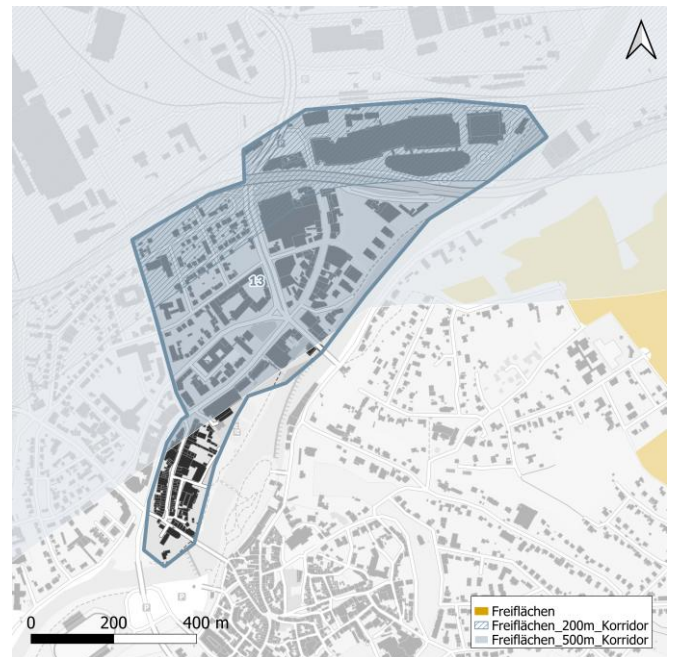 13
P
P
P
0 200 400 m
Freiflächen
Freiflächen_200m_Korridor
Freiflächen_500m_Korridor